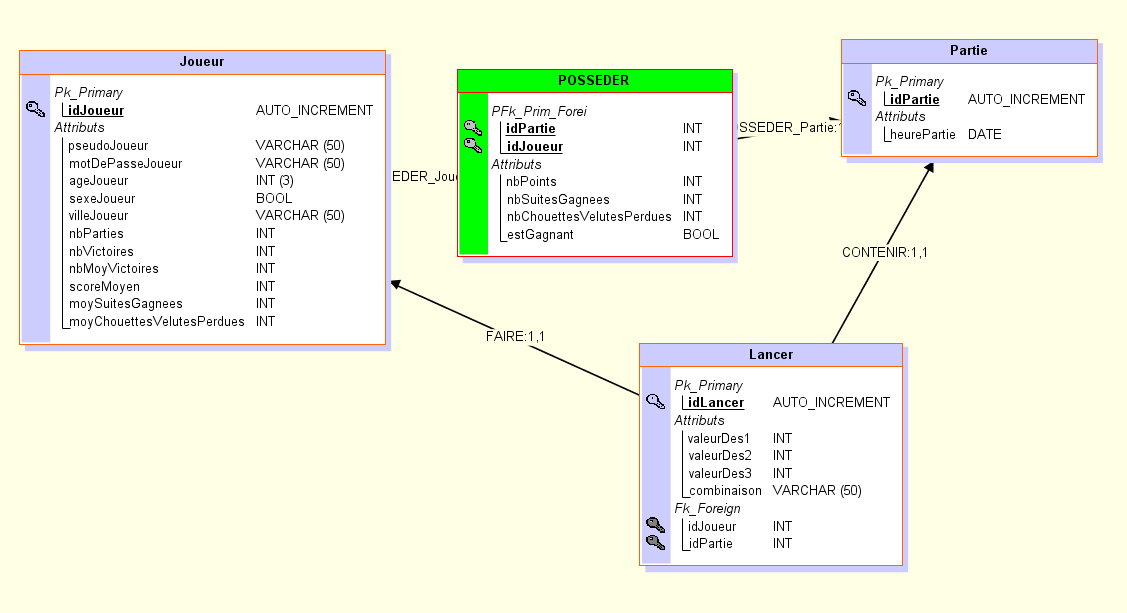 Joueur
Pk_Primary
idJoueur AUTO_INCREMENT
Attributs
pseudoJoueur VARCHAR (50)
motDePasseJoueur VARCHAR (50)
ageJoueur INT (3)
sexeJoueur BOOL
villeJoueur VARCHAR (50)
nbParties INT
nbVictoires INT
nbMoyVictoires INT
scoreMoyen INT
moySuitesGagnees INT
moyChouettesVelutesPerdues INT
EDER_Joue
POSSEDER
PFk_Prim_Forei
idPartie INT
idJoueur INT
Attributs
nbPoints INT
nbSuitesGagnees INT
nbChouettesVelutesPerdues INT
estGagnant BOOL
OSSEDER_Partie:1
Partie
Pk_Primary
idPartie AUTO_INCREMENT
Attributs
heurePartie DATE
CONTENIR:1,1
FAIRE:1,1
Lancer
Pk_Primary
idLancer AUTO_INCREMENT
Attributs
valeurDes1 INT
valeurDes2 INT
valeurDes3 INT
combinaison VARCHAR (50)
Fk_Foreign
idJoueur INT
idPartie INT